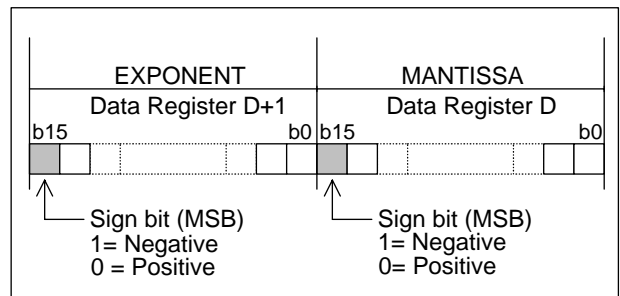 EXPONENT MANTISSA
Data Register D+1 Data Register D
b15 b0 b15 b0
Sign bit (MSB) Sign bit (MSB)
1= Negative 1= Negative
0 = Positive 0= Positive